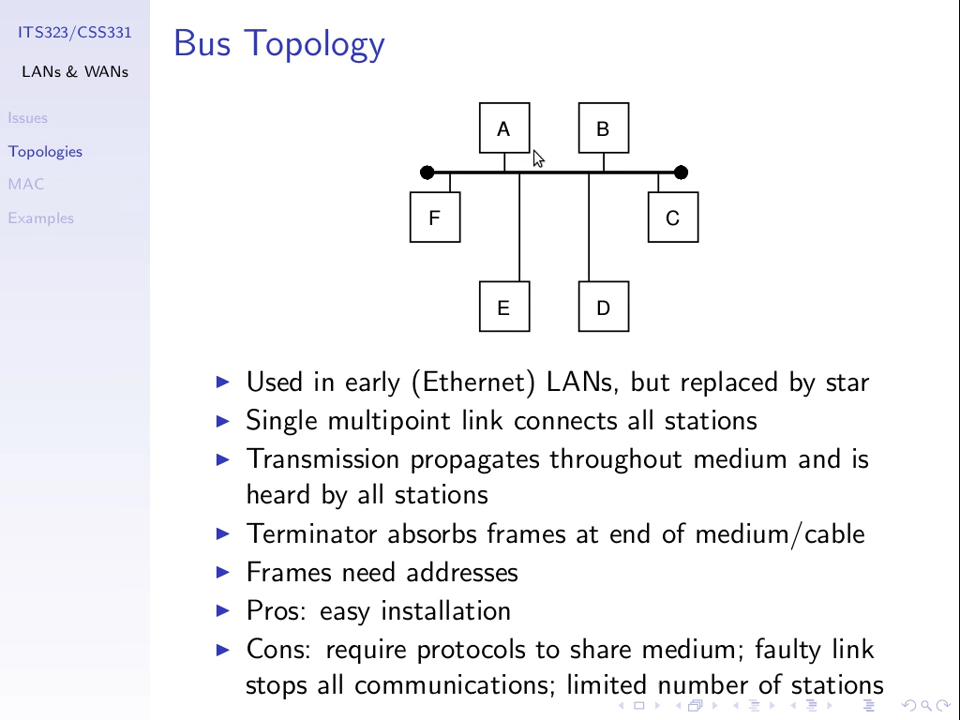 ITS323/CSS331
LANs & WANs
Issues
Topologies
MAC
Examples
Bus Topology
A
B
F
C
E
D
Used in early (Ethernet) LANs, but replaced by star
Single multipoint link connects all stations
Transmission propagates throughout medium and is
heard by all stations
Terminator absorbs frames at end of medium/cable
Frames need addresses
Pros: easy installation
Cons: require protocols to share medium; faulty link
stops all communications; limited number of stations